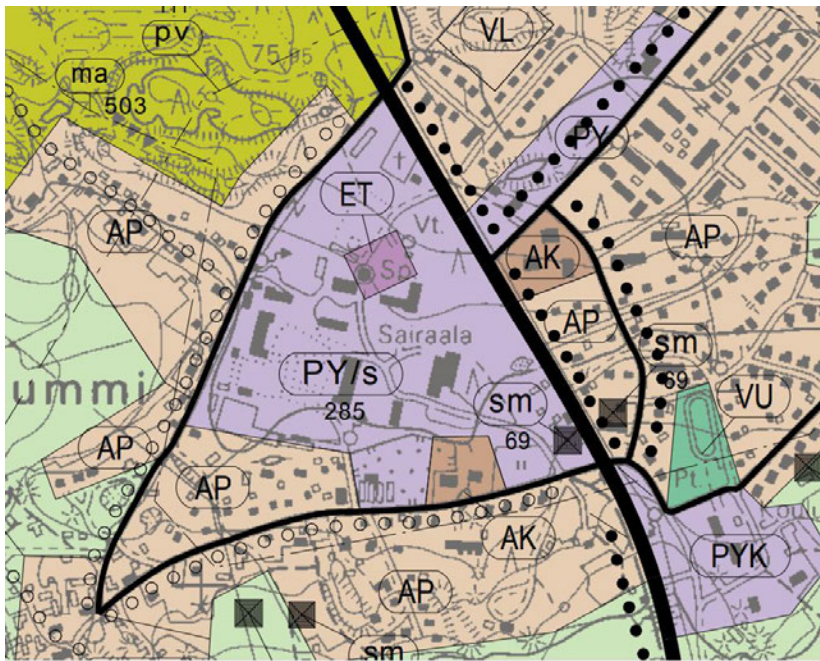 VL
pv
75
ma
503
PY
ET
AP
Vt.
AP
AK
Sp
AP
Sairaala
sm
69
PY/s
285
VU
ummi
sm
69
AP
AP
Pt.
AK
PYK
AP
sm